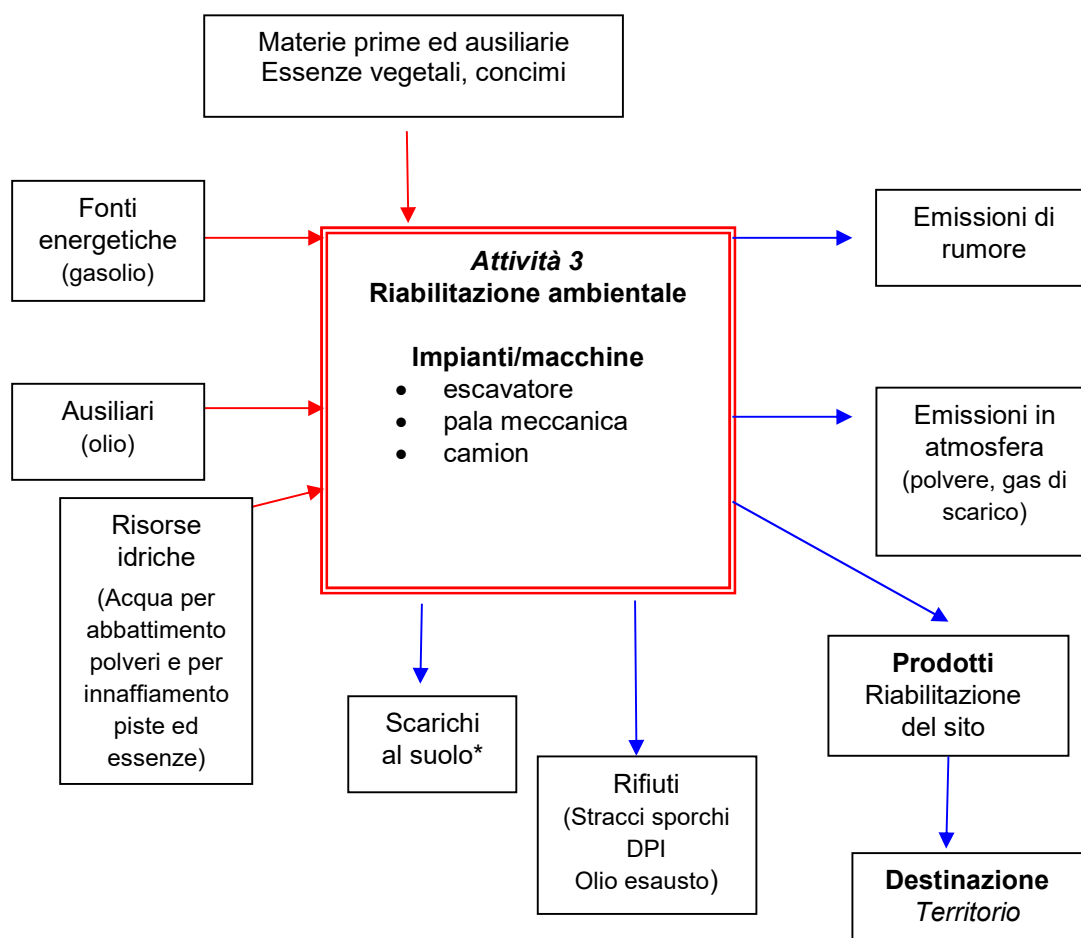 Materie prime ed ausiliarie
Essenze vegetali, concimi
Fonti
energetiche
(gasolio)
Emissioni di
rumore
Attività 3
Riabilitazione ambientale
Impianti/macchine
• escavatore
• pala meccanica
• camion
Ausiliari
(olio)
Emissioni in
atmosfera
(polvere, gas di
scarico)
Risorse
idriche
(Acqua per
abbattimento
polveri e per
innaffiamento
piste ed
essenze)
Scarichi
al suolo*
Rifiuti
(Stracci sporchi
DPI
Olio esausto)
Prodotti
Riabilitazione
del sito
Destinazione
Territorio